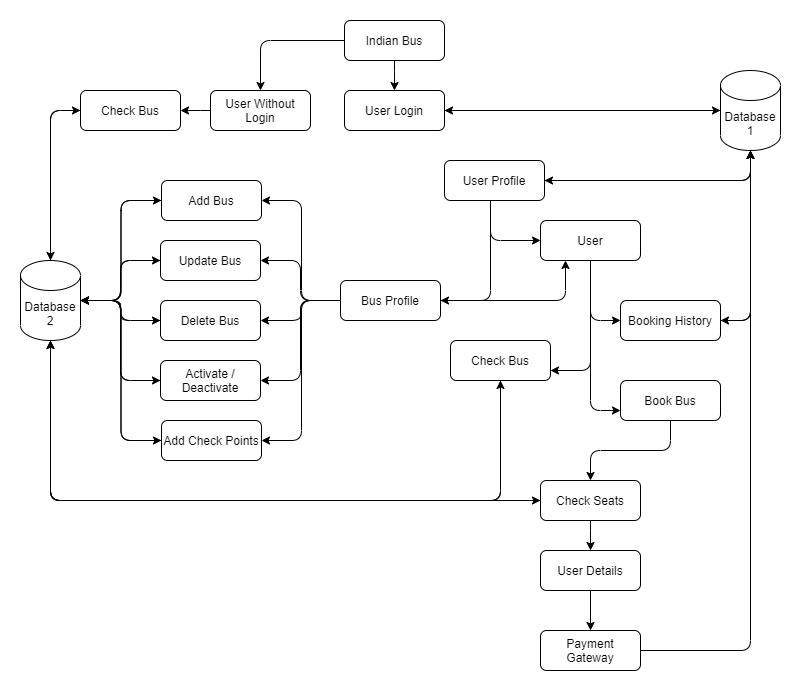 Indian Bus
Check Bus
User Without
Login
User Login
Database
1
User Profile
Add Bus
User
Update Bus
Database
2
Bus Profile
Delete Bus
Booking History
Check Bus
Activate /
Deactivate
Book Bus
Add Check Points
Check Seats
User Details
Payment
Gateway